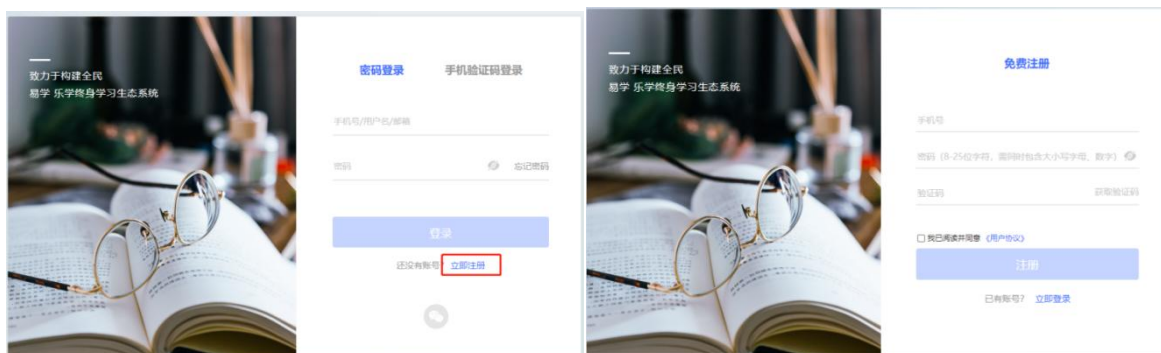 致力于构建全民
易学 乐学终身学习生态系统
密码登录 手机验证码登录
手机号/用户名/邮箱
密码 忘记密码
登录
还没有账号? 立即注册
致力于构建全民
易学 乐学终身学习生态系统
免费注册
手机号
密码（8-25位字符，需同时包含大小写字母、数字）
验证码 获取验证码
我已阅读并同意 《用户协议》
注册
已有账号? 立即登录